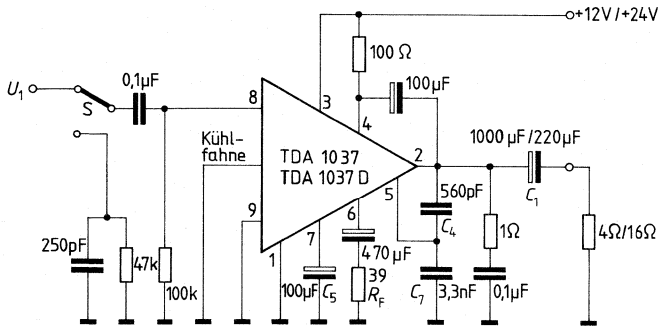 +12V/+24V
100 Ω
0,1µF
100µF
U1
S
8
3
4
Kühl-
fahne
TDA 1037
TDA 1037 D
2
1000 µF/220µF
C1
5
560pF
C4
9
6
7
1
250pF
47k
100k
470µF
1Ω
4Ω/16Ω
100µF
C5
39
RF
C7
3,3nF
0,1µF